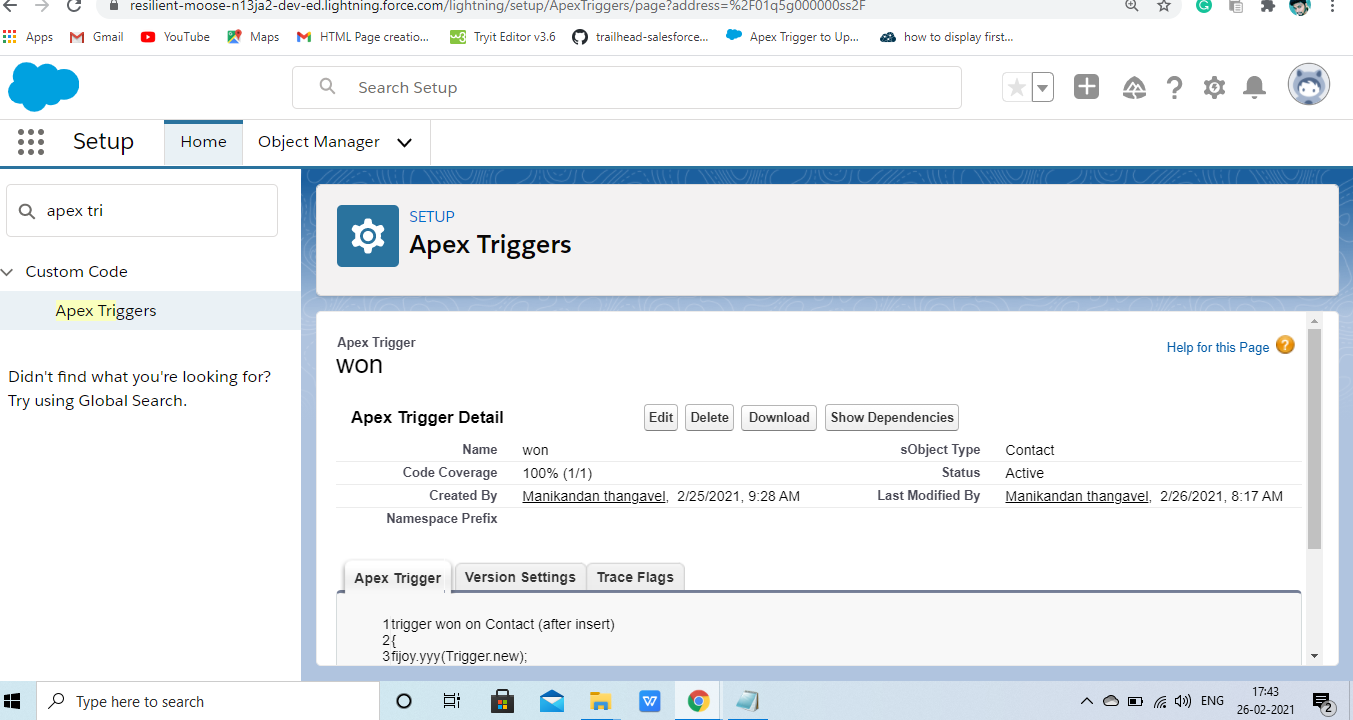 resilient-moose-n13ja2-dev-ed.lightning.force.com/lightning/setup/ApexTriggers/page?address=%2F01q5g000000ss2F
Apps Gmail YouTube Maps HTML Page creatio... Tryit Editor v3.6 trailhead-salesforce... Apex Trigger to Up... how to display first...
Search Setup
Setup Home Object Manager
apex tri
SETUP
Apex Triggers
Custom Code
Apex Triggers
Didn't find what you're looking for?
Try using Global Search.
Apex Trigger
won
Help for this Page ?
Apex Trigger Detail Edit Delete Download Show Dependencies
Name won sObject Type Contact
Code Coverage 100% (1/1) Status Active
Created By Manikandan thangavel, 2/25/2021, 9:28 AM Last Modified By Manikandan thangavel, 2/26/2021, 8:17 AM
Namespace Prefix
Apex Trigger Version Settings Trace Flags
1trigger won on Contact (after insert)
2{
3fijoy.yyy(Trigger.new);
Type here to search
ENG
17:43
26-02-2021
2